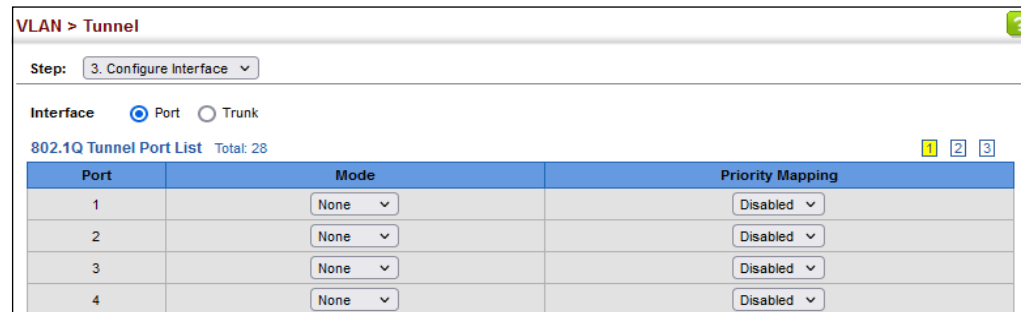 VLAN > Tunnel
?
Step: 3. Configure Interface
Interface Port Trunk
802.1Q Tunnel Port List Total: 28 1 2 3
Port Mode Priority Mapping
1 None Disabled
2 None Disabled
3 None Disabled
4 None Disabled